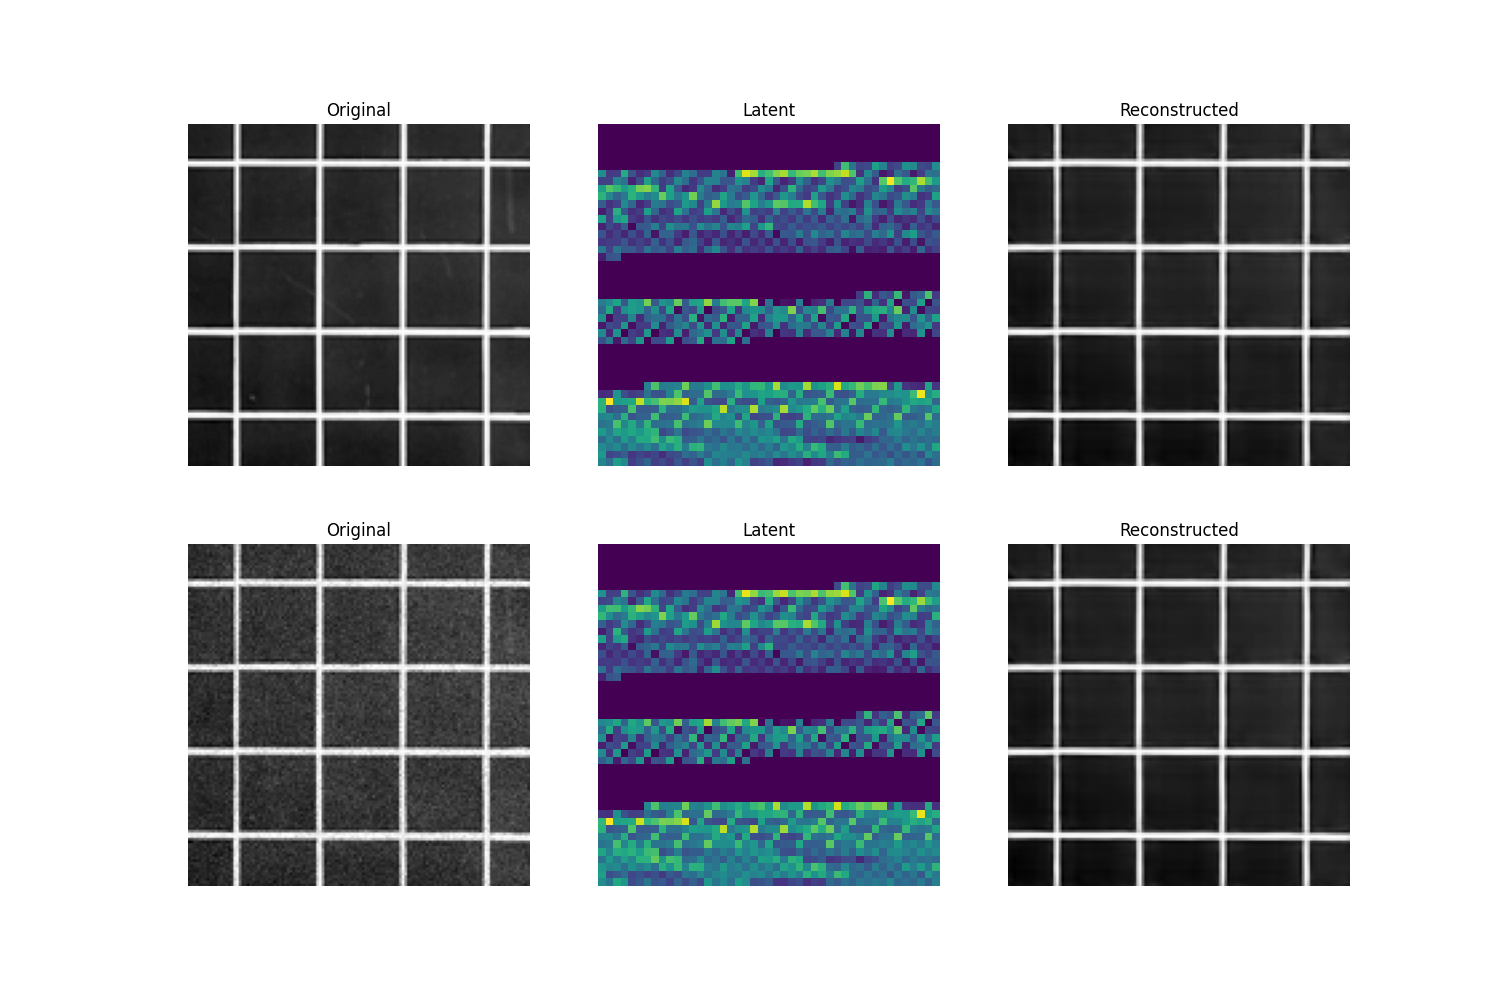 Original
Latent
Reconstructed
Original
Latent
Reconstructed